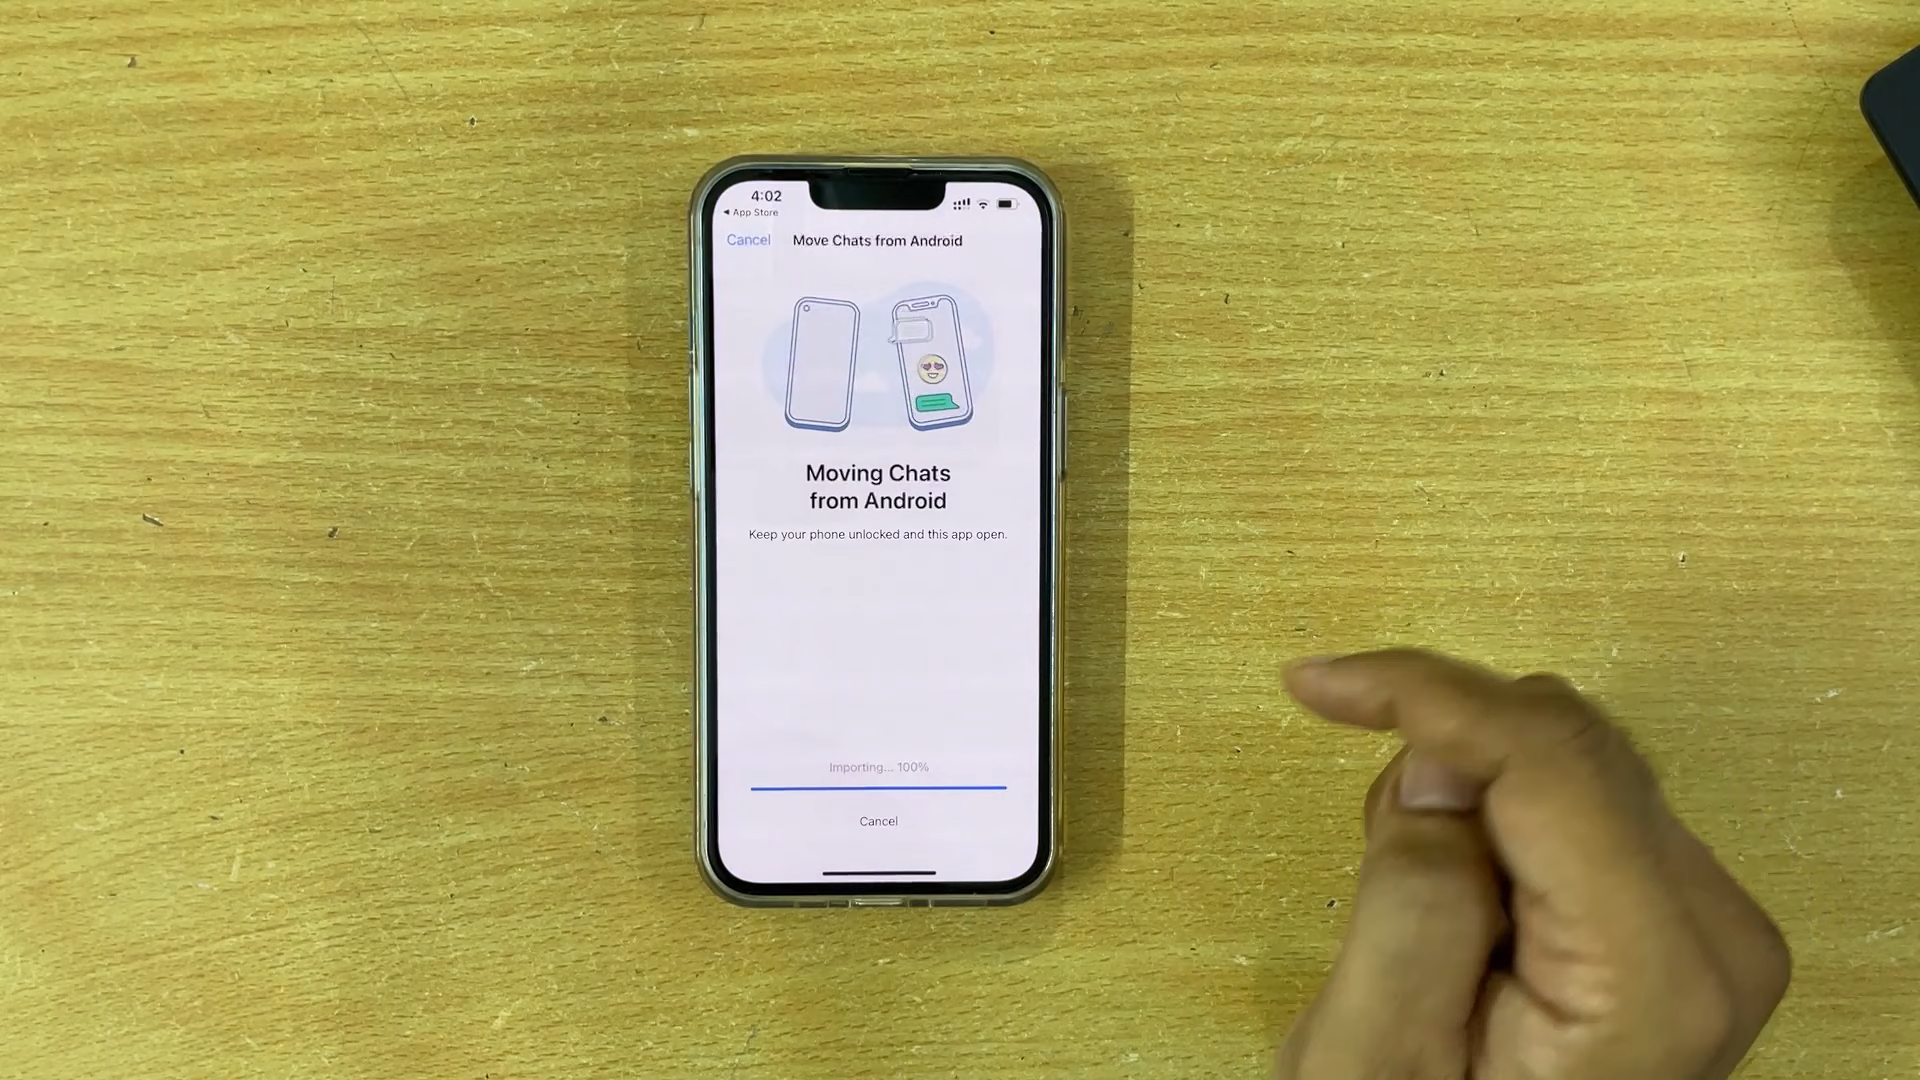 4:02
◀ App Store
Cancel
Move Chats from Android
Moving Chats
from Android
Keep your phone unlocked and this app open.
Importing... 100%
Cancel